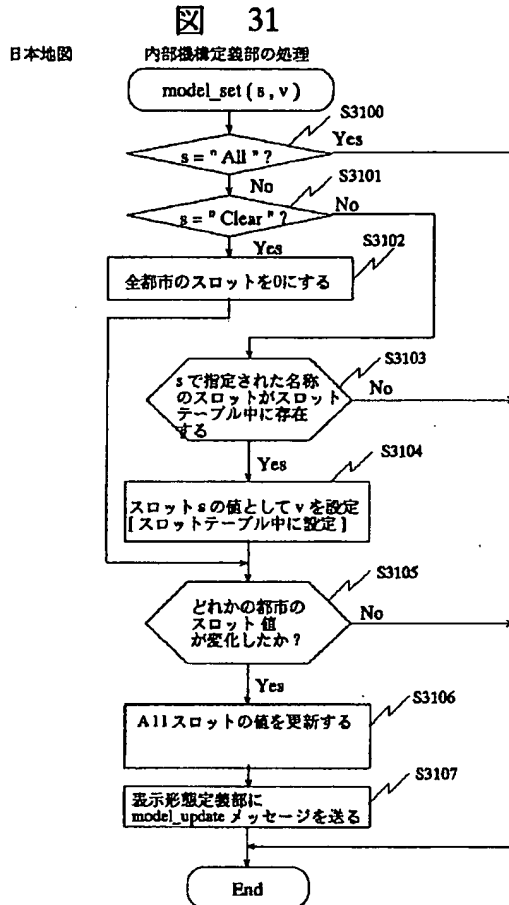 図 31
日本地図 内部機構定義部の処理
model_set ( s , v )
S3100
s = " All " ?
Yes
No
S3101
s = " Clear " ?
No
Yes
S3102
全都市のスロットを0にする
S3103
s で指定された名称
のスロットがスロット
テーブル中に存在
する
No
Yes
S3104
スロット s の値として v を設定
[ スロットテーブル中に設定 ]
S3105
どれかの都市の
スロット 値
が変化したか ?
No
Yes
S3106
All スロットの値を更新する
S3107
表示形態定義部に
model_update メッセージを送る
End